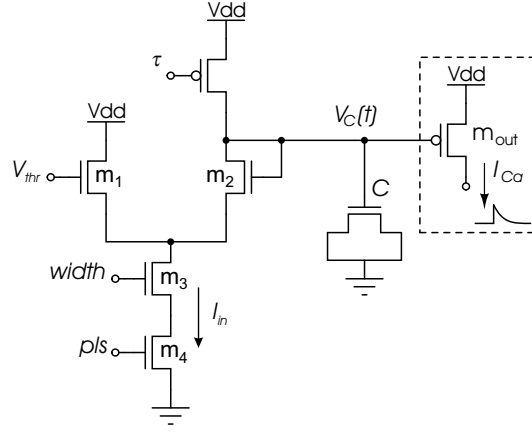 Vdd
τ
Vdd
V_C(t)
Vdd
m_out
V_thr
m_1
m_2
C
I_Ca
width
m_3
I_in
pls
m_4